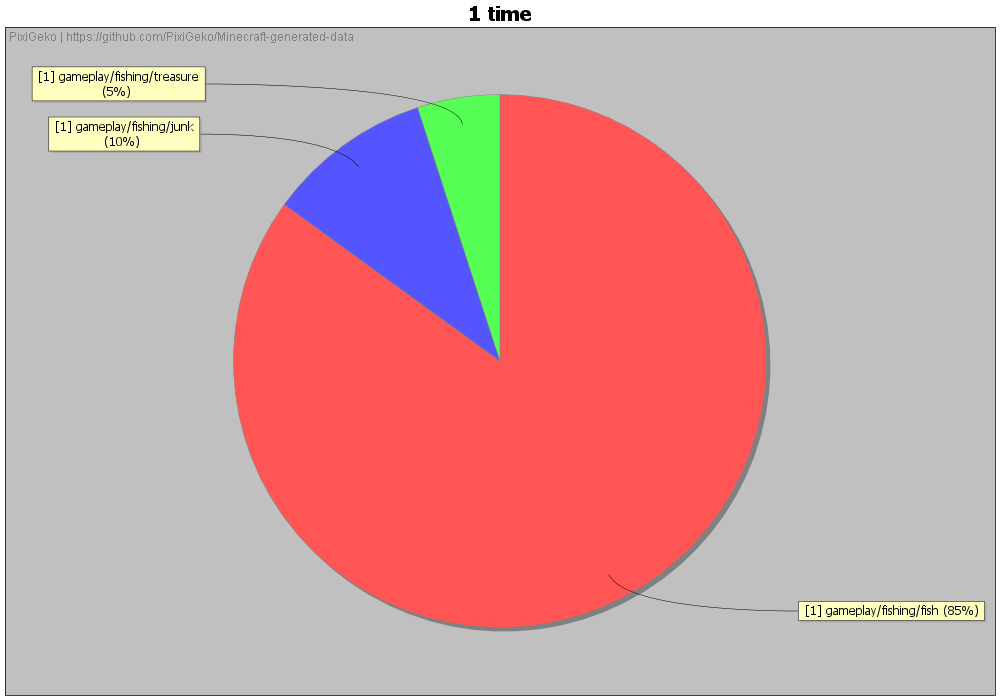 1 time
PixiGeko | https://github.com/PixiGeko/Minecraft-generated-data
[1] gameplay/fishing/treasure
(5%)
[1] gameplay/fishing/junk
(10%)
[1] gameplay/fishing/fish (85%)